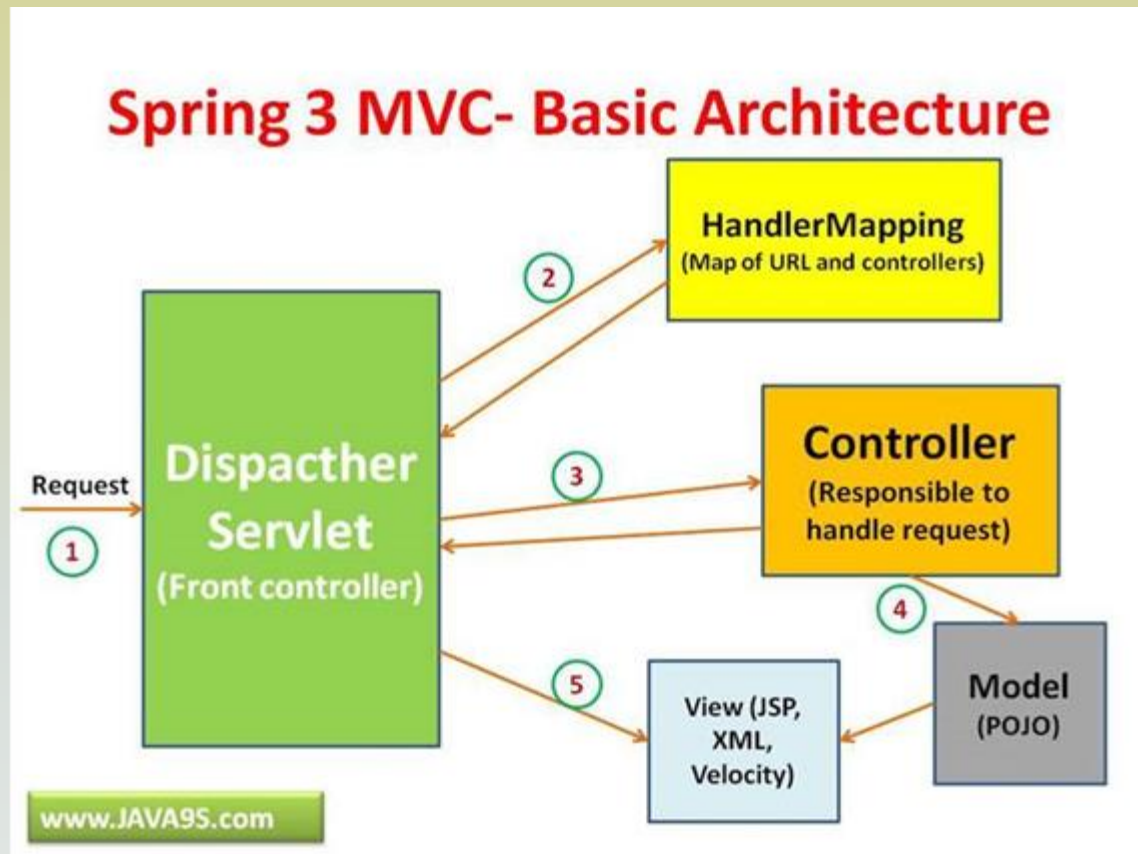 Spring 3 MVC- Basic Architecture
HandlerMapping
(Map of URL and controllers)
2
Dispacther
Servlet
(Front controller)
Request
1
3
Controller
(Responsible to
handle request)
4
5
View (JSP,
XML,
Velocity)
Model
(POJO)
www.JAVA9S.com